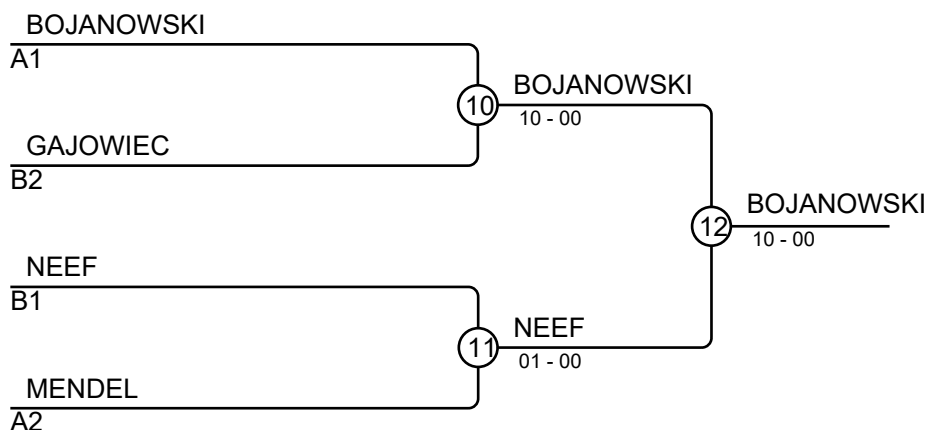 BOJANOWSKI
A1
10
BOJANOWSKI
10 - 00
GAJOWIEC
B2
12
BOJANOWSKI
10 - 00
NEEF
B1
11
NEEF
01 - 00
MENDEL
A2